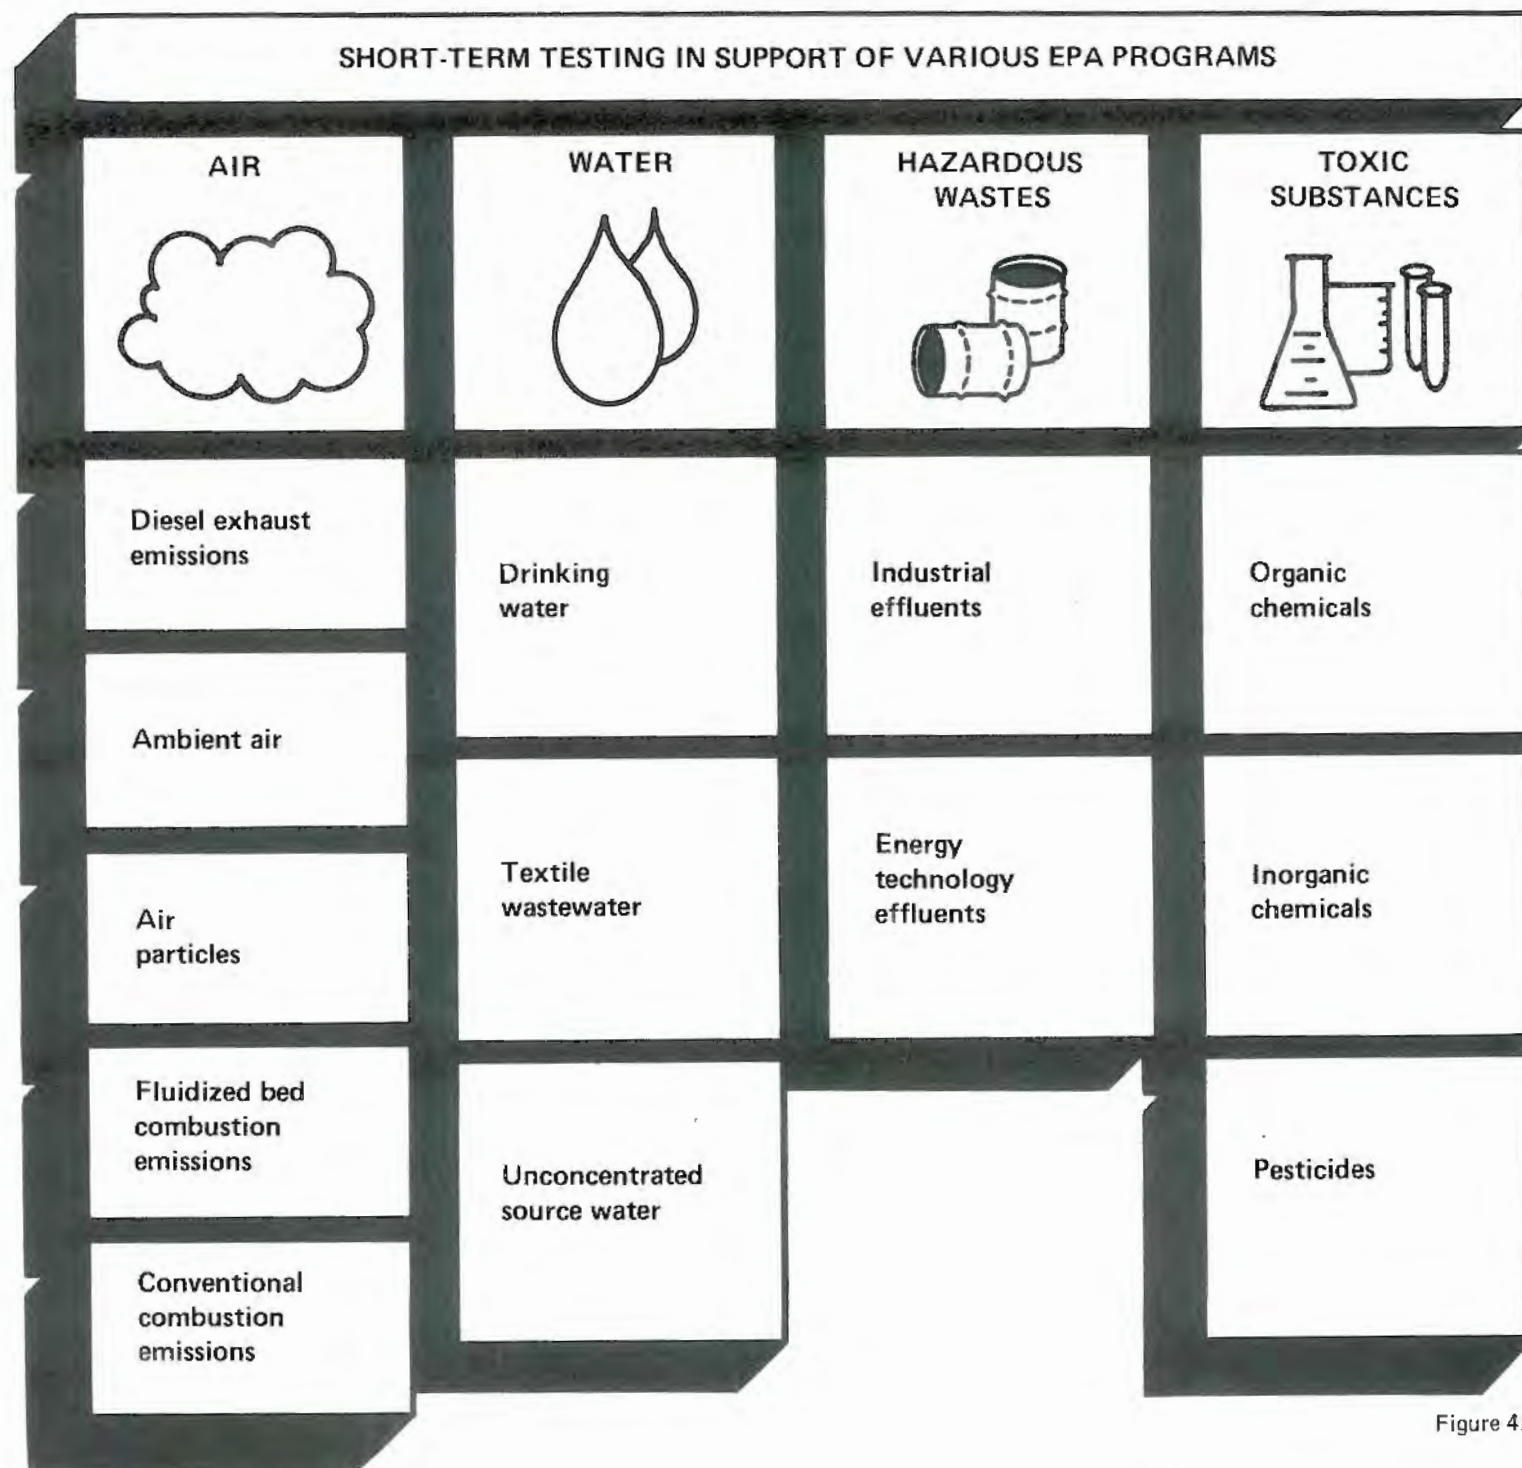 SHORT-TERM TESTING IN SUPPORT OF VARIOUS EPA PROGRAMS
AIR
WATER
HAZARDOUS
WASTES
TOXIC
SUBSTANCES
Diesel exhaust
emissions
Ambient air
Air
particles
Fluidized bed
combustion
emissions
Conventional
combustion
emissions
Drinking
water
Textile
wastewater
Unconcentrated
source water
Industrial
effluents
Energy
technology
effluents
Organic
chemicals
Inorganic
chemicals
Pesticides
Figure 4.